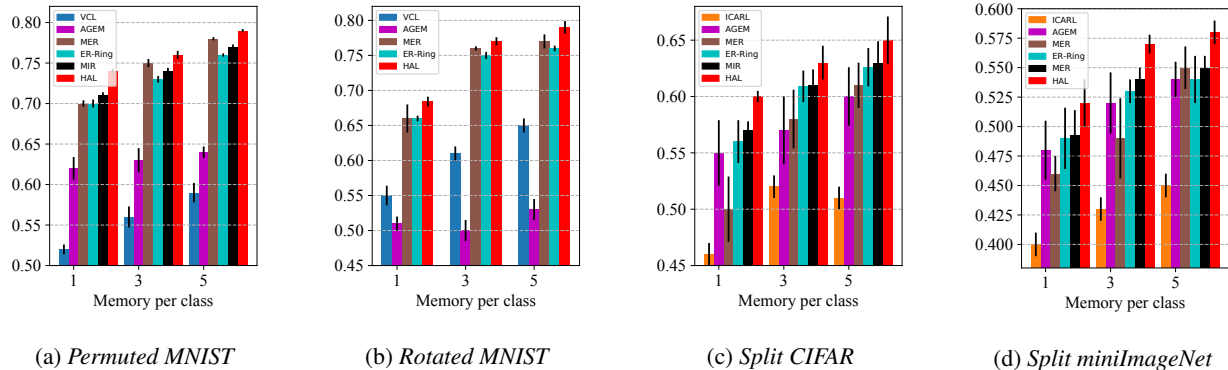 0.80
0.75
0.70
0.65
0.60
0.55
0.50
VCL
AGEM
MER
ER-Ring
MIR
HAL
1 3 5
Memory per class
(a) Permuted MNIST
0.80
0.75
0.70
0.65
0.60
0.55
0.50
0.45
VCL
AGEM
MER
ER-Ring
HAL
1 3 5
Memory per class
(b) Rotated MNIST
0.65
0.60
0.55
0.50
0.45
ICARL
AGEM
MER
ER-Ring
MIR
HAL
1 3 5
Memory per class
(c) Split CIFAR
0.600
0.575
0.550
0.525
0.500
0.475
0.450
0.425
0.400
ICARL
AGEM
MER
ER-Ring
MER
HAL
1 3 5
Memory per class
(d) Split miniImageNet